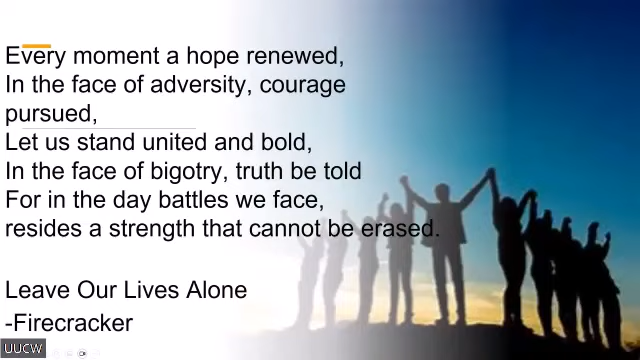 Every moment a hope renewed,
In the face of adversity, courage
pursued,
Let us stand united and bold,
In the face of bigotry, truth be told
For in the day battles we face,
resides a strength that cannot be erased.
Leave Our Lives Alone
-Firecracker
UUCW